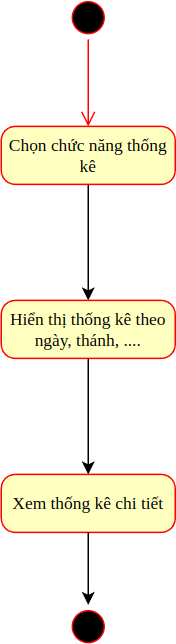 Chọn chức năng thống
kê
Hiển thị thống kê theo
ngày, thánh, ....
Xem thống kê chi tiết